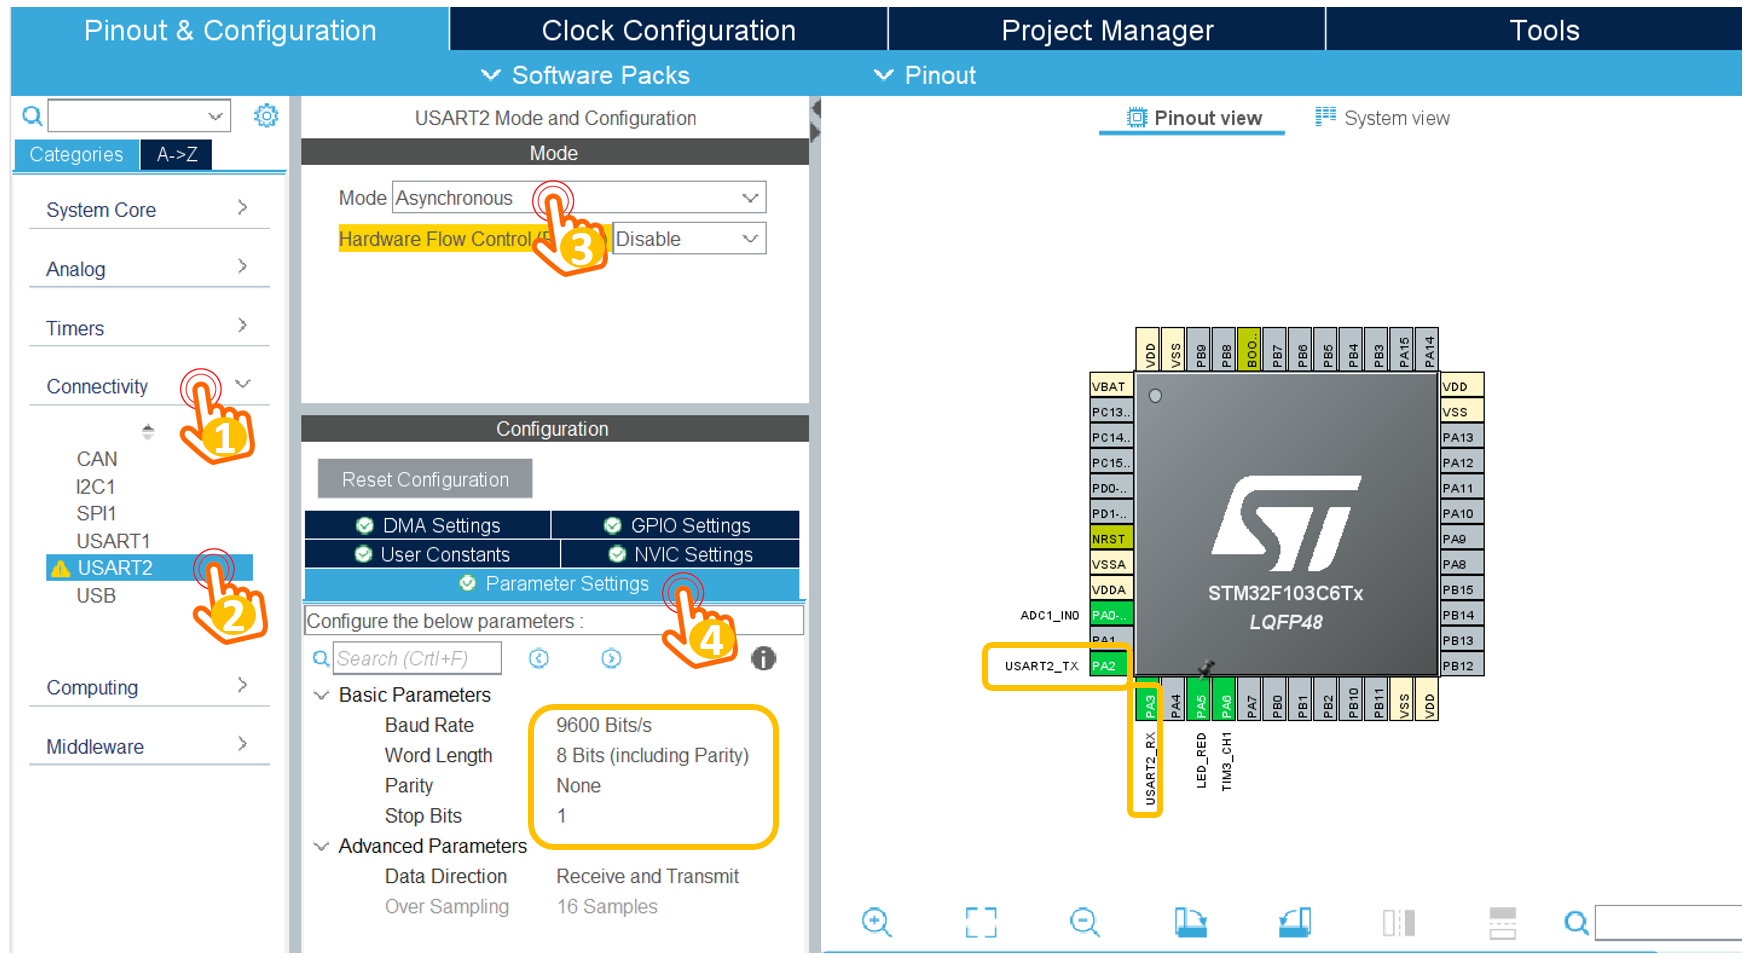 Pinout & Configuration
Clock Configuration
Project Manager
Tools
Software Packs
Pinout
Categories
A->Z
System Core
Analog
Timers
Connectivity
1
CAN
I2C1
SPI1
USART1
USART2
2
USB
Computing
Middleware
USART2 Mode and Configuration
Mode
Mode Asynchronous
Hardware Flow Control Disable
3
Configuration
Reset Configuration
DMA Settings
GPIO Settings
User Constants
NVIC Settings
Parameter Settings
4
Configure the below parameters :
Search (Crtl+F)
Basic Parameters
Baud Rate 9600 Bits/s
Word Length 8 Bits (including Parity)
Parity None
Stop Bits 1
Advanced Parameters
Data Direction Receive and Transmit
Over Sampling 16 Samples
Pinout view
System view
VDD
VSS
PB9
PB8
BOO..
PB7
PB6
PB5
PB4
PB3
PA15
PA14
VBAT
PC13..
PC14..
PC15..
PD0-..
PD1-..
NRST
VSSA
VDDA
ADC1_IN0 PA0-..
PA1
USART2_TX PA2
ST
STM32F103C6Tx
LQFP48
VDD
VSS
PA13
PA12
PA11
PA10
PA9
PA8
PB15
PB14
PB13
PB12
PA3
PA4
PA5
PA6
PA7
PB0
PB1
PB2
PB10
PB11
VSS
VDD
USART2_RX
LED_RED
TIM3_CH1